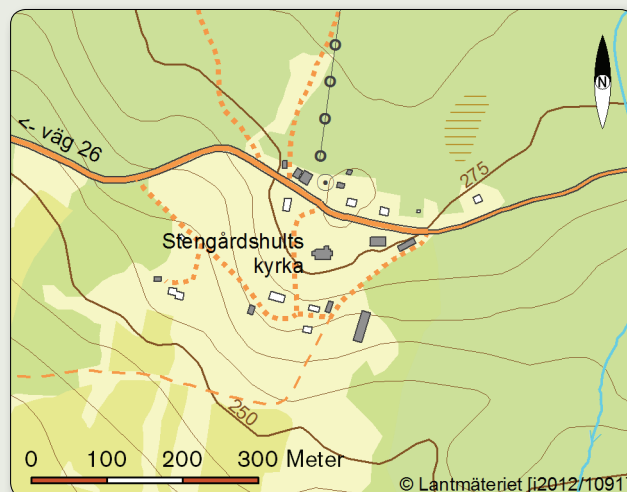 N
<- väg 26
275
Stengårdshults
kyrka
250
0 100 200 300 Meter
© Lantmäteriet [i2012/1091]